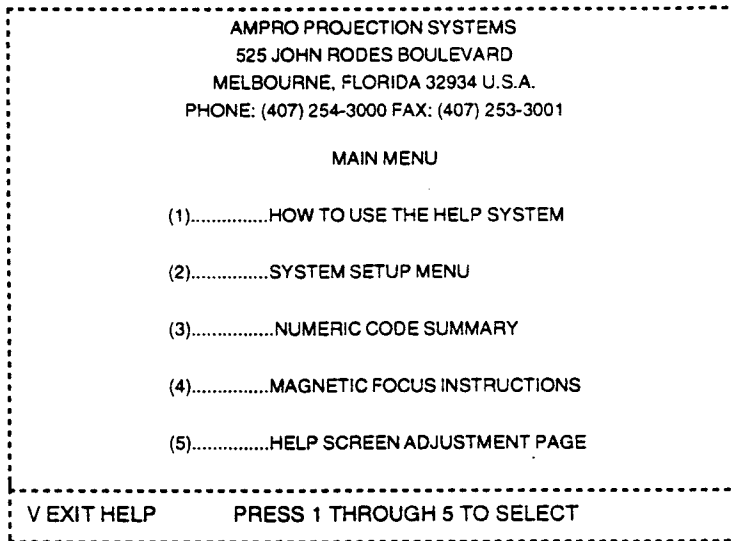 AMPRO PROJECTION SYSTEMS
525 JOHN RODES BOULEVARD
MELBOURNE, FLORIDA 32934 U.S.A.
PHONE: (407) 254-3000 FAX: (407) 253-3001
MAIN MENU
(1)...............HOW TO USE THE HELP SYSTEM
(2)...............SYSTEM SETUP MENU
(3)................NUMERIC CODE SUMMARY
(4)...............MAGNETIC FOCUS INSTRUCTIONS
(5)...............HELP SCREEN ADJUSTMENT PAGE
V EXIT HELP PRESS 1 THROUGH 5 TO SELECT